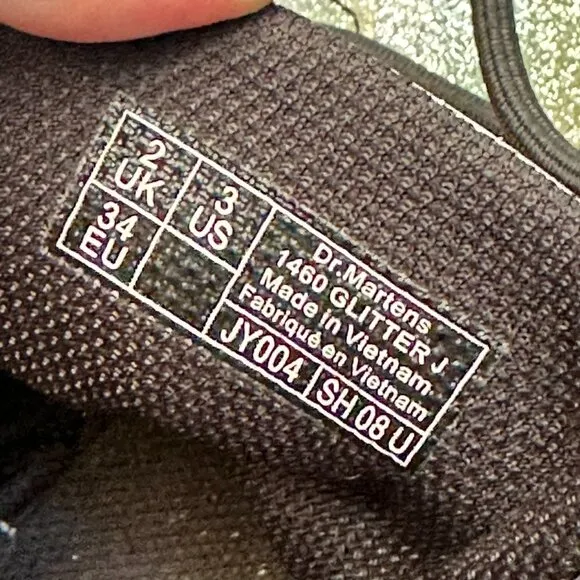 2
UK
3
US
34
EU
Dr.Martens
1460 GLITTER J
Made in Vietnam
Fabriqué en Vietnam
JY004
SH 08 U